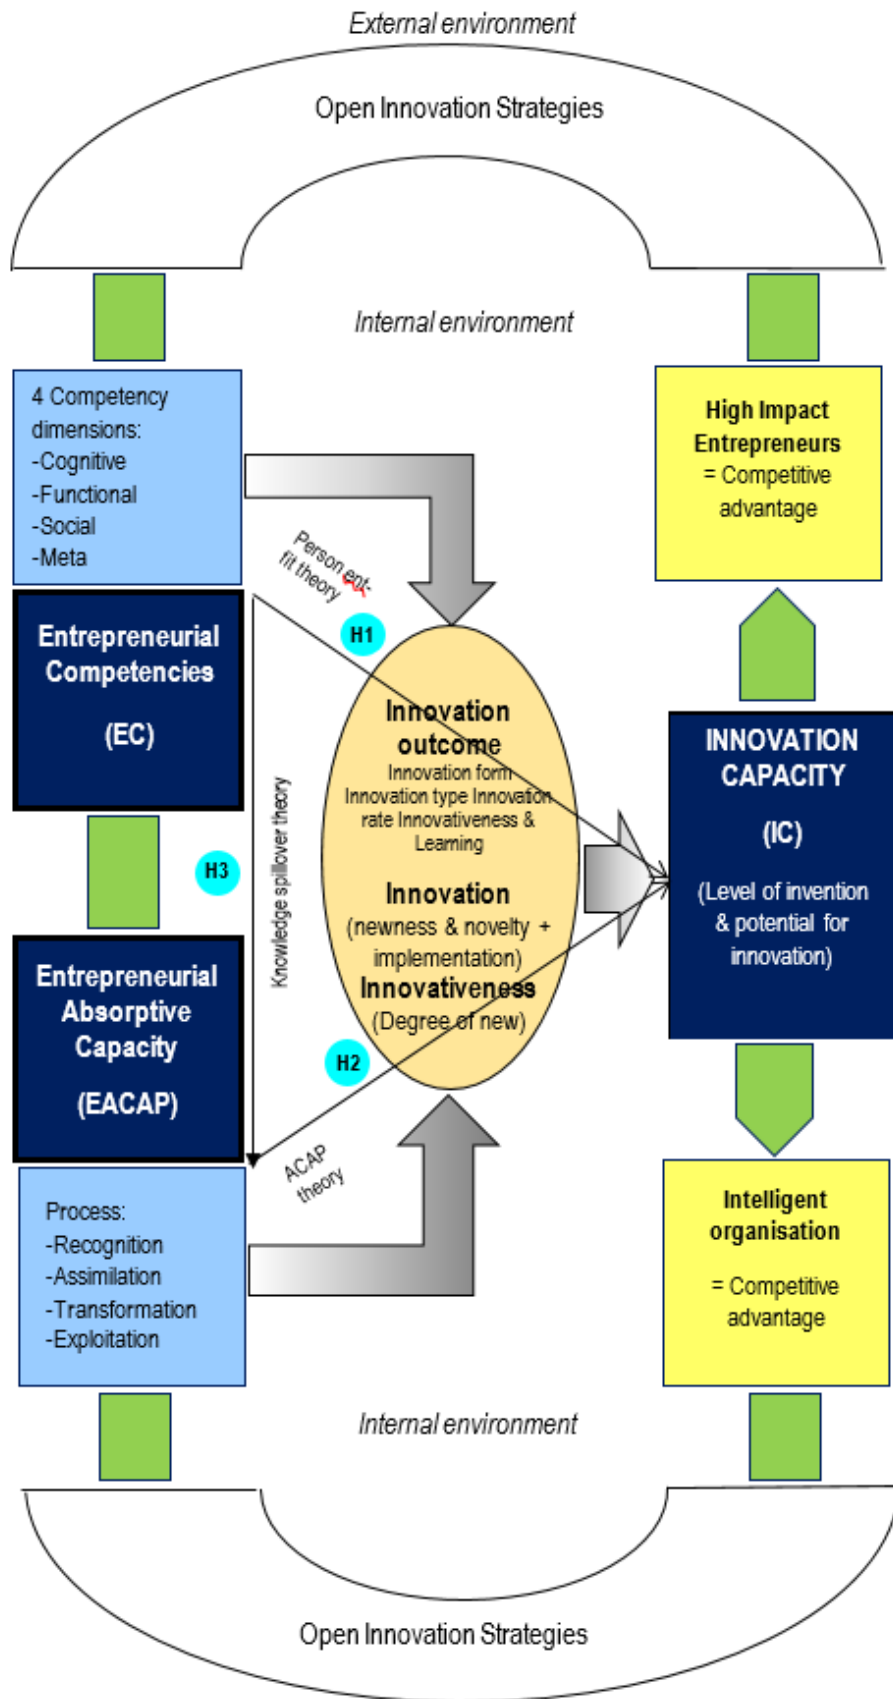 External environment
Open Innovation Strategies
Internal environment
4 Competency
dimensions:
-Cognitive
-Functional
-Social
-Meta
High Impact
Entrepreneurs
= Competitive
advantage
Person ent-
fit theory
H1
Entrepreneurial
Competencies
(EC)
Innovation
outcome
Innovation form
Innovation type Innovation
rate Innovativeness &
Learning
Innovation
(newness & novelty +
implementation)
Innovativeness
(Degree of new)
INNOVATION
CAPACITY
(IC)
(Level of invention
& potential for
innovation)
H3
Knowledge spillover theory
Entrepreneurial
Absorptive
Capacity
(EACAP)
H2
ACAP
theory
Process:
-Recognition
-Assimilation
-Transformation
-Exploitation
Intelligent
organisation
= Competitive
advantage
Internal environment
Open Innovation Strategies